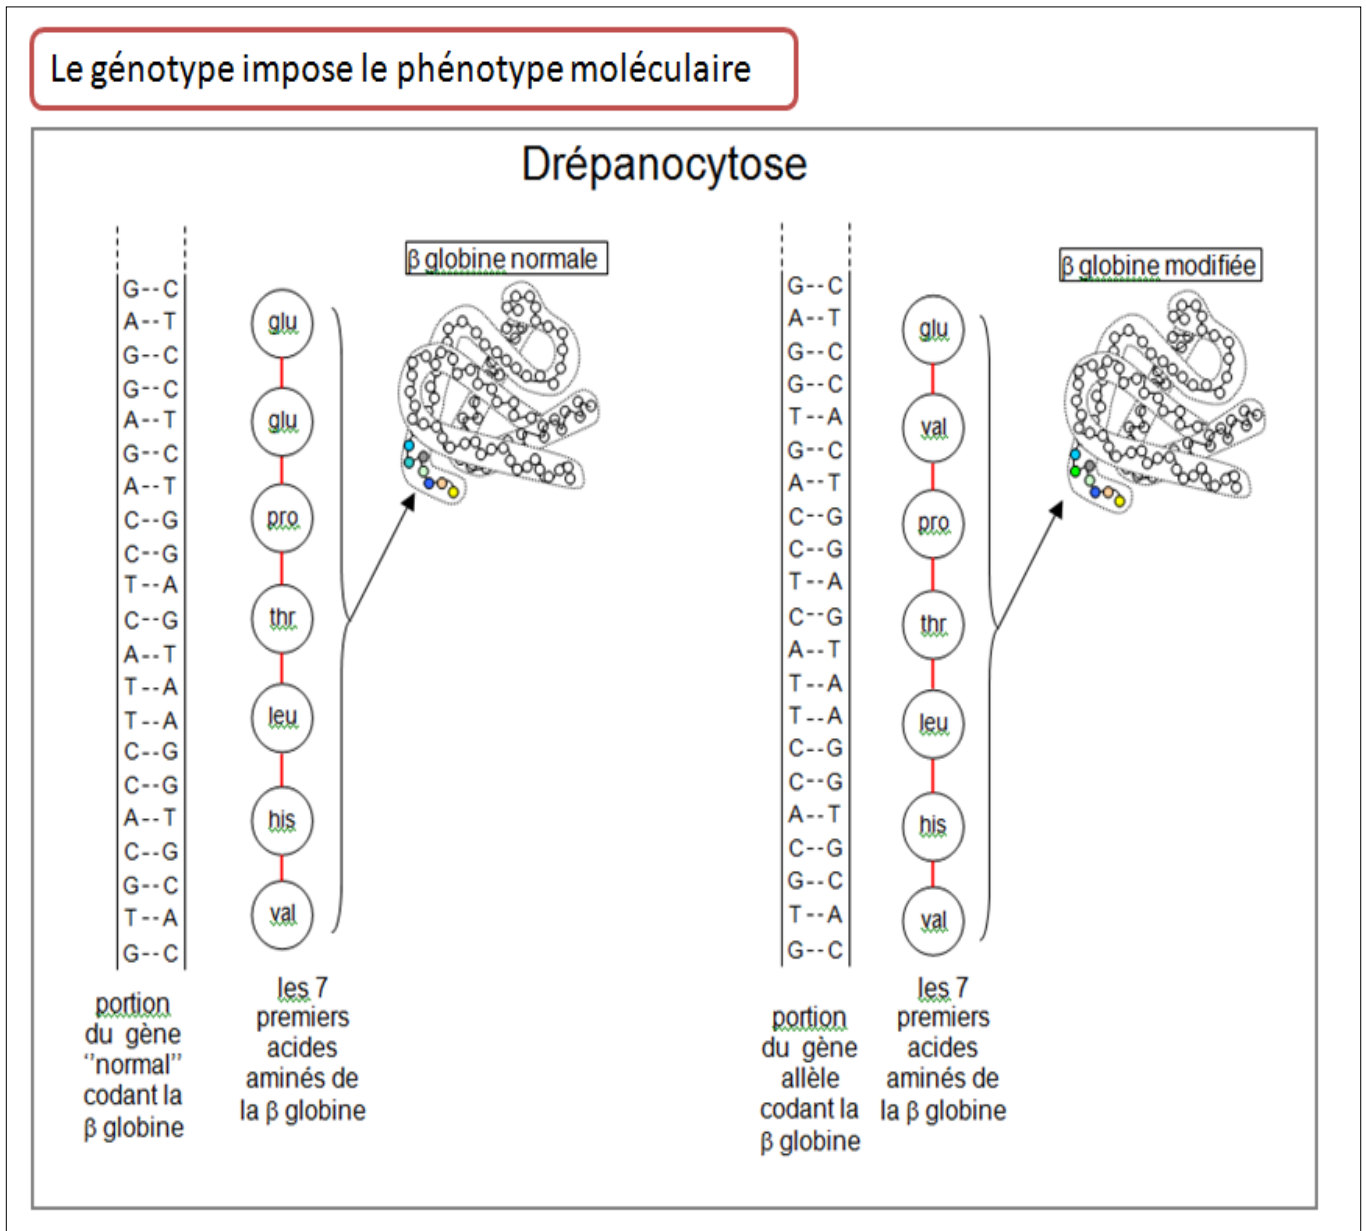 Le génotype impose le phénotype moléculaire
Drépanocytose
β globine normale
G--C
A--T
G--C
G--C
A--T
G--C
A--T
C--G
C--G
T--A
C--G
A--T
T--A
T--A
C--G
C--G
A--T
C--G
G--C
T--A
G--C
glu
glu
pro
thr
leu
his
val
portion
du gène
"normal"
codant la
β globine
les 7
premiers
acides
aminés de
la β globine
β globine modifiée
G--C
A--T
G--C
G--C
T--A
G--C
A--T
C--G
C--G
T--A
C--G
A--T
T--A
T--A
C--G
C--G
A--T
C--G
G--C
T--A
G--C
glu
val
pro
thr
leu
his
val
portion
du gène
allèle
codant la
β globine
les 7
premiers
acides
aminés de
la β globine